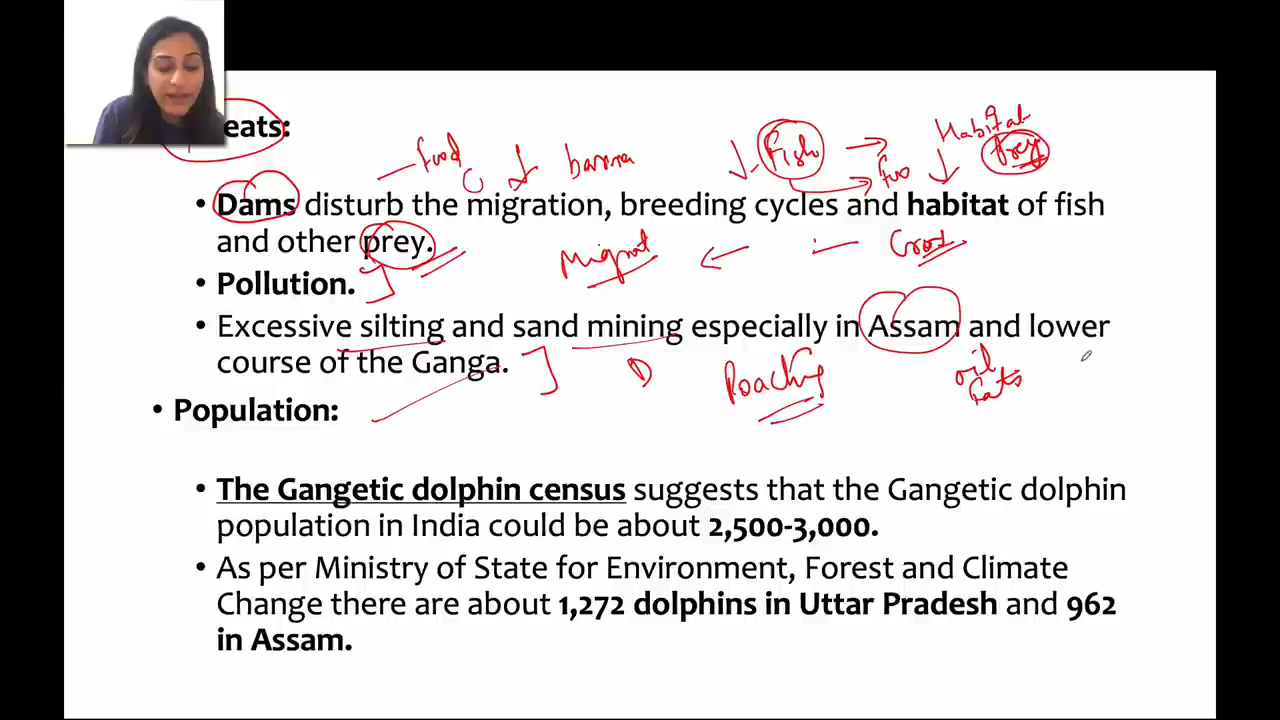 eats:
Habitat
food
barrna
Fish
Prey
• Dams disturb the migration, breeding cycles and habitat of fish
and other prey.
Migrat
• Pollution.
• Excessive silting and sand mining especially in Assam and lower
course of the Ganga.
Poaching
oil
• Population:
• The Gangetic dolphin census suggests that the Gangetic dolphin
population in India could be about 2,500-3,000.
• As per Ministry of State for Environment, Forest and Climate
Change there are about 1,272 dolphins in Uttar Pradesh and 962
in Assam.